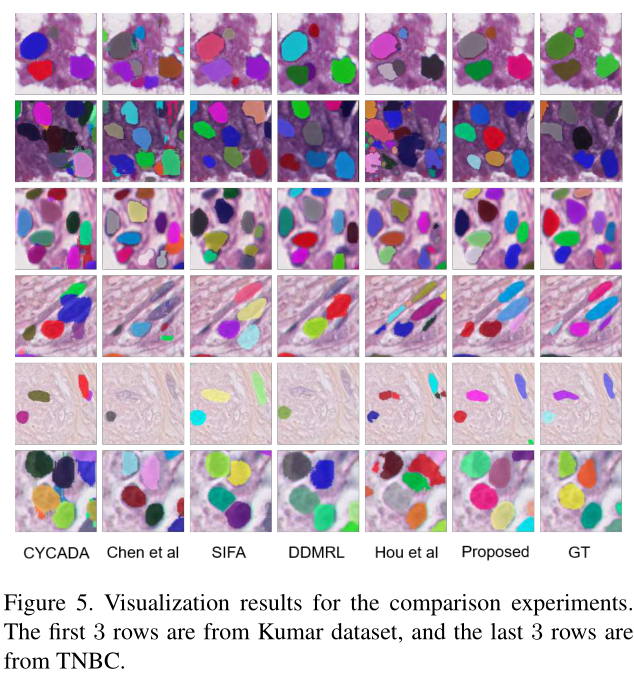 CYCADA Chen et al SIFA DDMRL Hou et al Proposed GT
Figure 5. Visualization results for the comparison experiments.
The first 3 rows are from Kumar dataset, and the last 3 rows are
from TNBC.